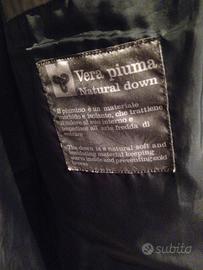 Vera piuma
Natural down
Il piumino è un materiale
morbido e isolante, che trattiene
il calore al suo interno e
impedisce all'aria fredda di
entrare
The down is a natural soft and
insulating material keeping
warm inside and preventing cold
subito